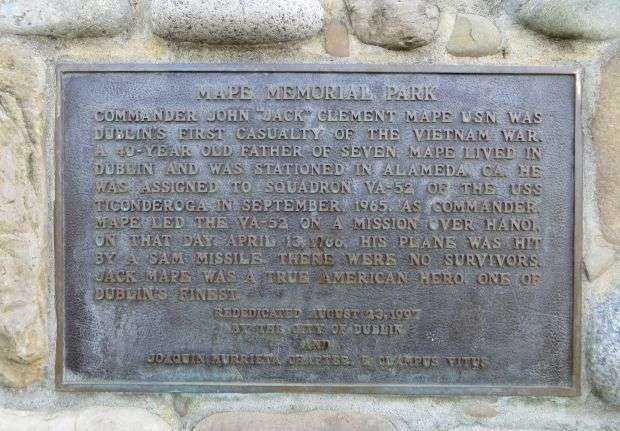 MAPE MEMORIAL PARK
COMMANDER JOHN "JACK" CLEMENT MAPE USN WAS
DUBLIN'S FIRST CASUALTY OF THE VIETNAM WAR.
A 40-YEAR OLD FATHER OF SEVEN, MAPE LIVED IN
DUBLIN AND WAS STATIONED IN ALAMEDA, CA. HE
WAS ASSIGNED TO SQUADRON VA-52 OF THE USS
TICONDEROGA IN SEPTEMBER, 1965. AS COMMANDER,
MAPE LED THE VA-52 ON A MISSION OVER HANOI.
ON THAT DAY, APRIL 13, 1966, HIS PLANE WAS HIT
BY A SAM MISSILE. THERE WERE NO SURVIVORS.
JACK MAPE WAS A TRUE AMERICAN HERO, ONE OF
DUBLIN'S FINEST.
REDEDICATED AUGUST 23, 1997
BY THE CITY OF DUBLIN
AND
JOAQUIN MURRIETA CHAPTER, E CLAMPUS VITUS